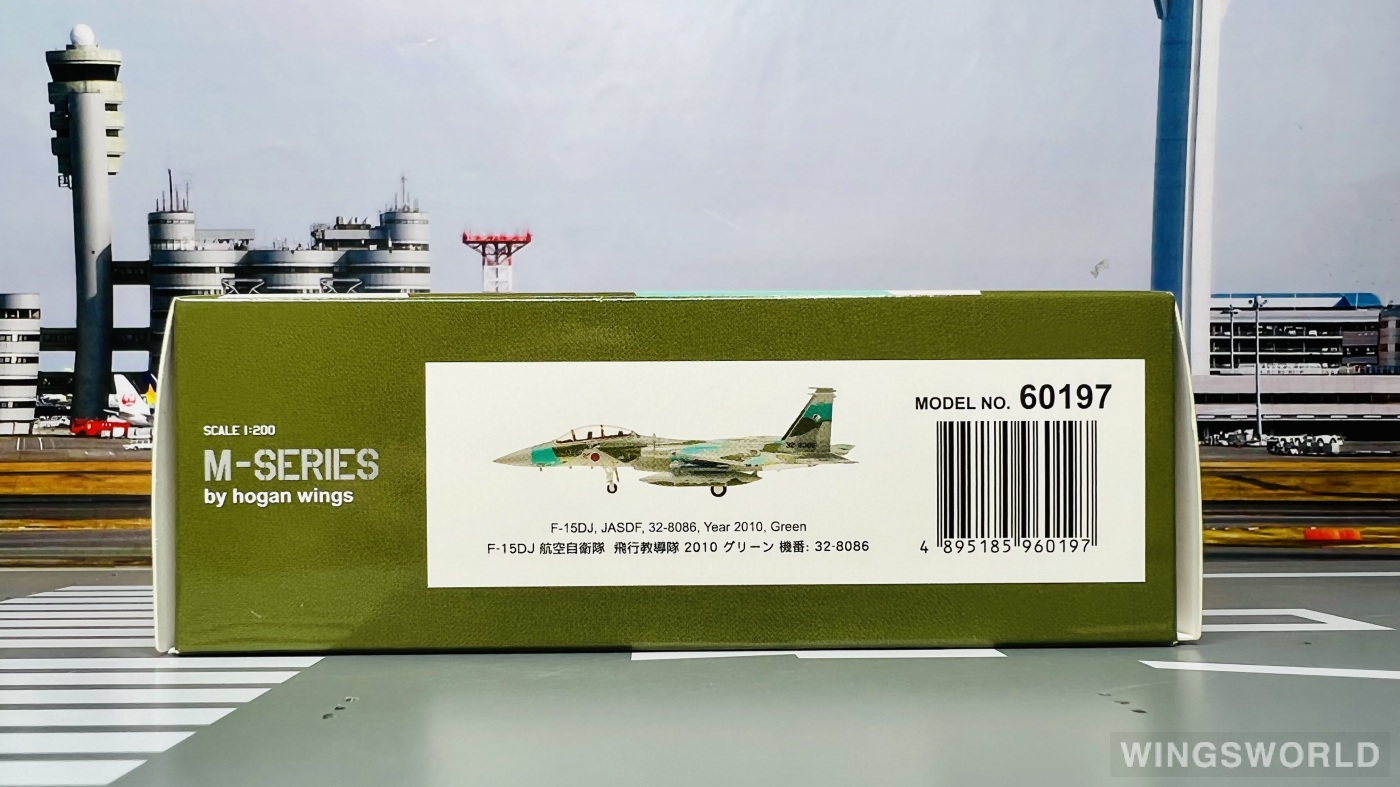 SCALE 1:200
M-SERIES
by hogan wings
MODEL NO. 60197
32-8086
F-15DJ, JASDF, 32-8086, Year 2010, Green
F-15DJ 航空自衛隊 飛行教導隊 2010 グリーン 機番: 32-8086
4 895185 960197
WINGSWORLD